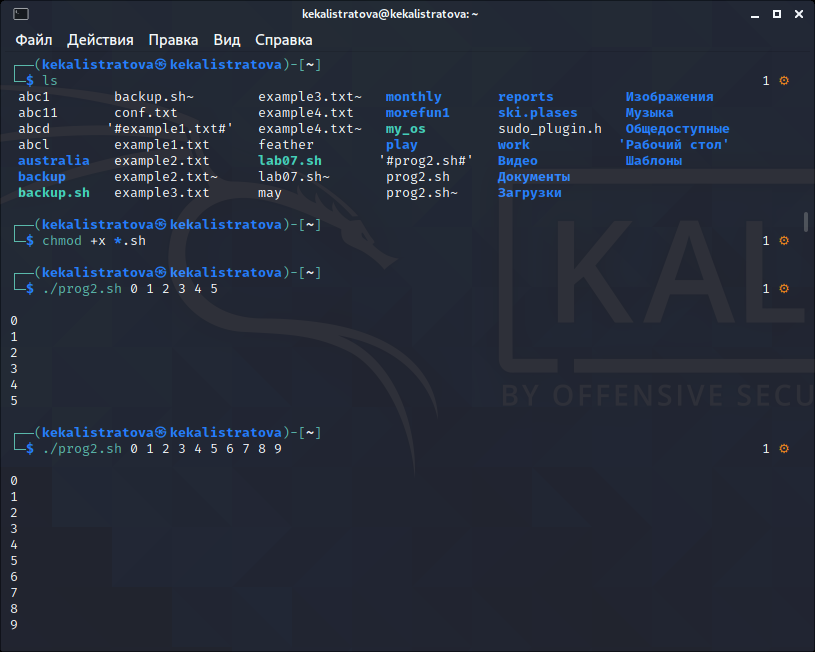 kekalistratova@kekalistratova: ~
Файл Действия Правка Вид Справка
┌──(kekalistratova㉿kekalistratova)-[~]
└─$ ls 1 ⚙
abc1 backup.sh~ example3.txt~ monthly reports Изображения
abc11 conf.txt example4.txt morefun1 ski.plases Музыка
abcd '#example1.txt#' example4.txt~ my_os sudo_plugin.h Общедоступные
abcl example1.txt feather play work 'Рабочий стол'
australia example2.txt lab07.sh '#prog2.sh#' Видео Шаблоны
backup example2.txt~ lab07.sh~ prog2.sh Документы
backup.sh example3.txt may prog2.sh~ Загрузки
┌──(kekalistratova㉿kekalistratova)-[~]
└─$ chmod +x *.sh 1 ⚙
┌──(kekalistratova㉿kekalistratova)-[~]
└─$ ./prog2.sh 0 1 2 3 4 5 1 ⚙
0
1
2
3
4
5
┌──(kekalistratova㉿kekalistratova)-[~]
└─$ ./prog2.sh 0 1 2 3 4 5 6 7 8 9 1 ⚙
0
1
2
3
4
5
6
7
8
9
KAL
BY OFFENSIVE SECU